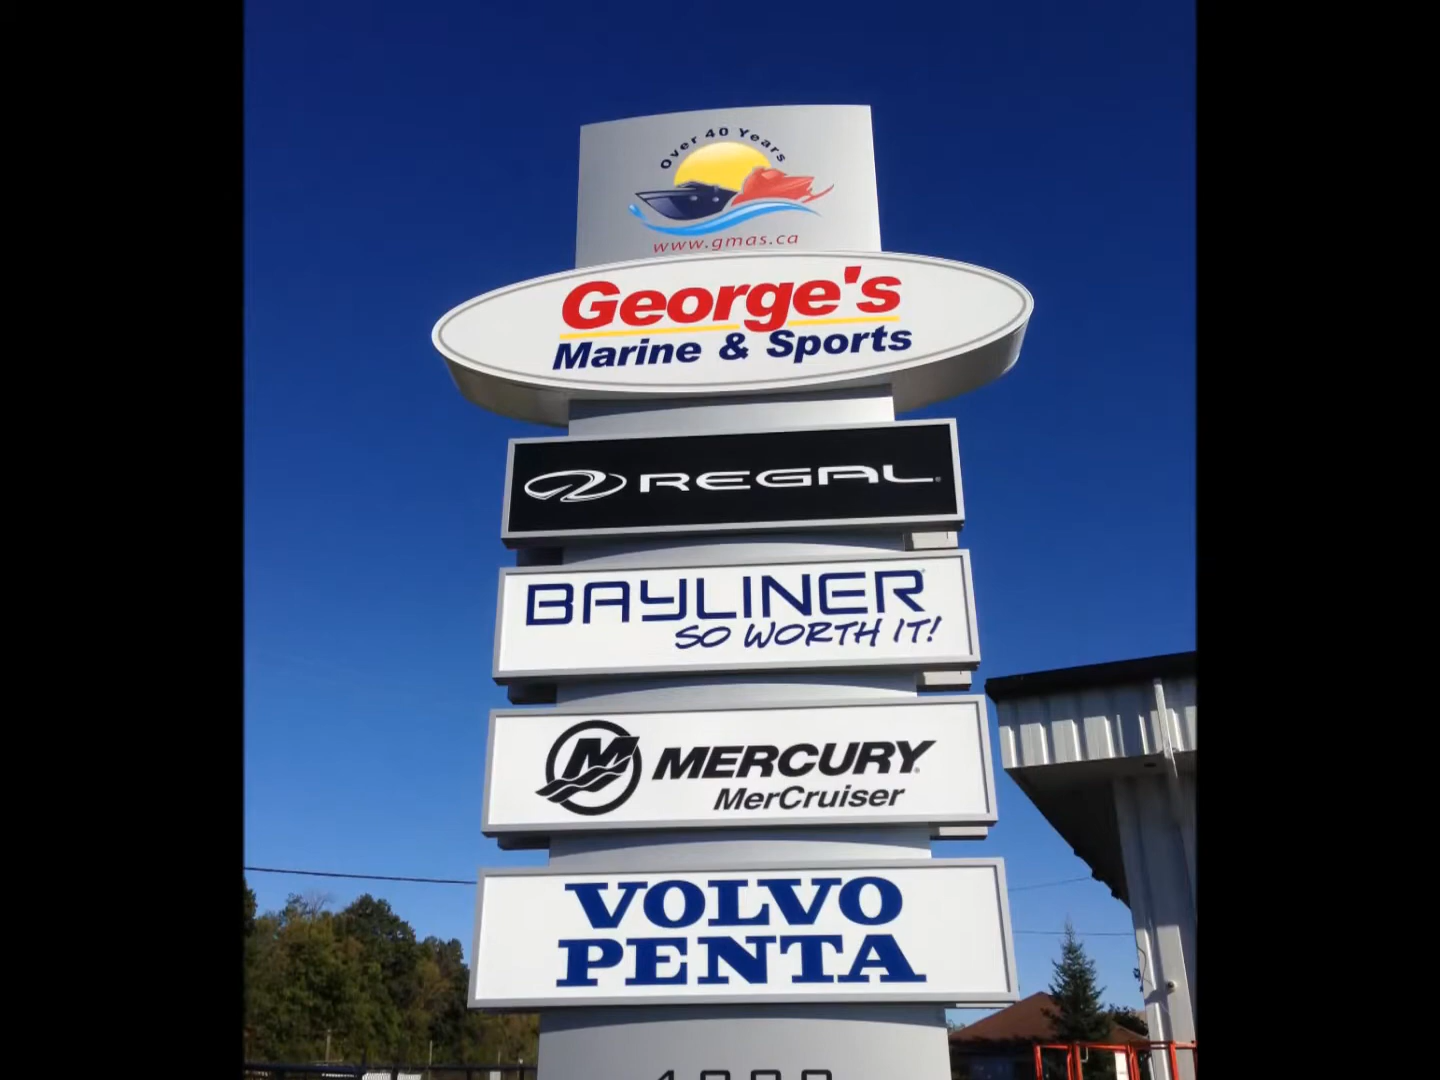 Over 40 Years
www.gmas.ca
George's
Marine & Sports
REGAL
BAYLINER
SO WORTH IT!
MERCURY
MerCruiser
VOLVO
PENTA